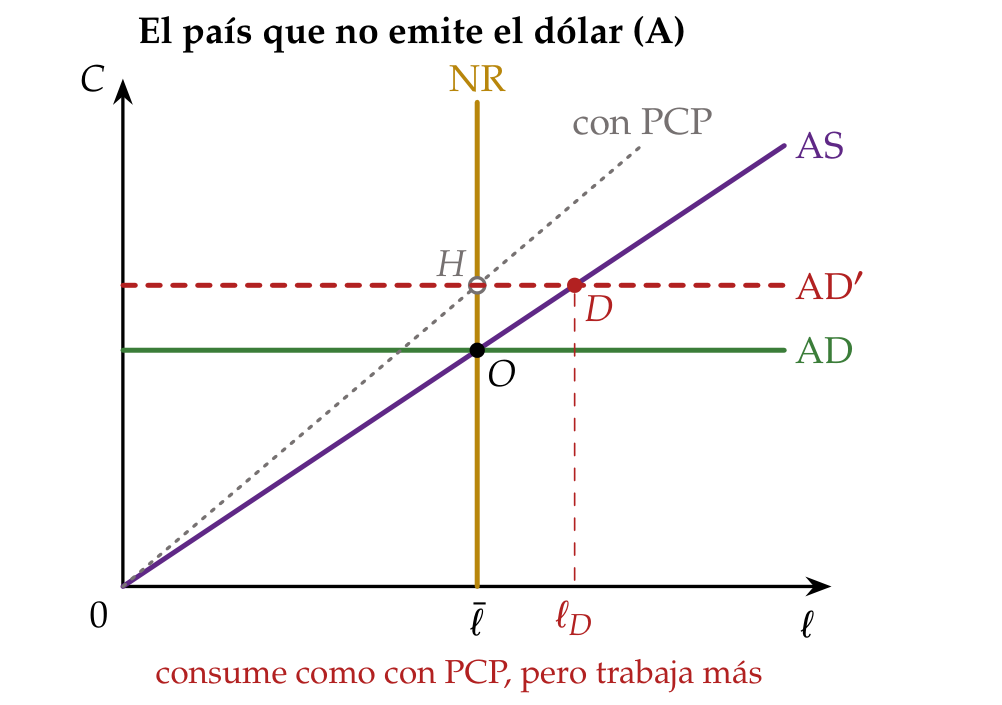 El país que no emite el dólar (A)
C
NR
con PCP
AS
H
AD′
D
AD
O
0
ℓ̄
ℓD
ℓ
consume como con PCP, pero trabaja más